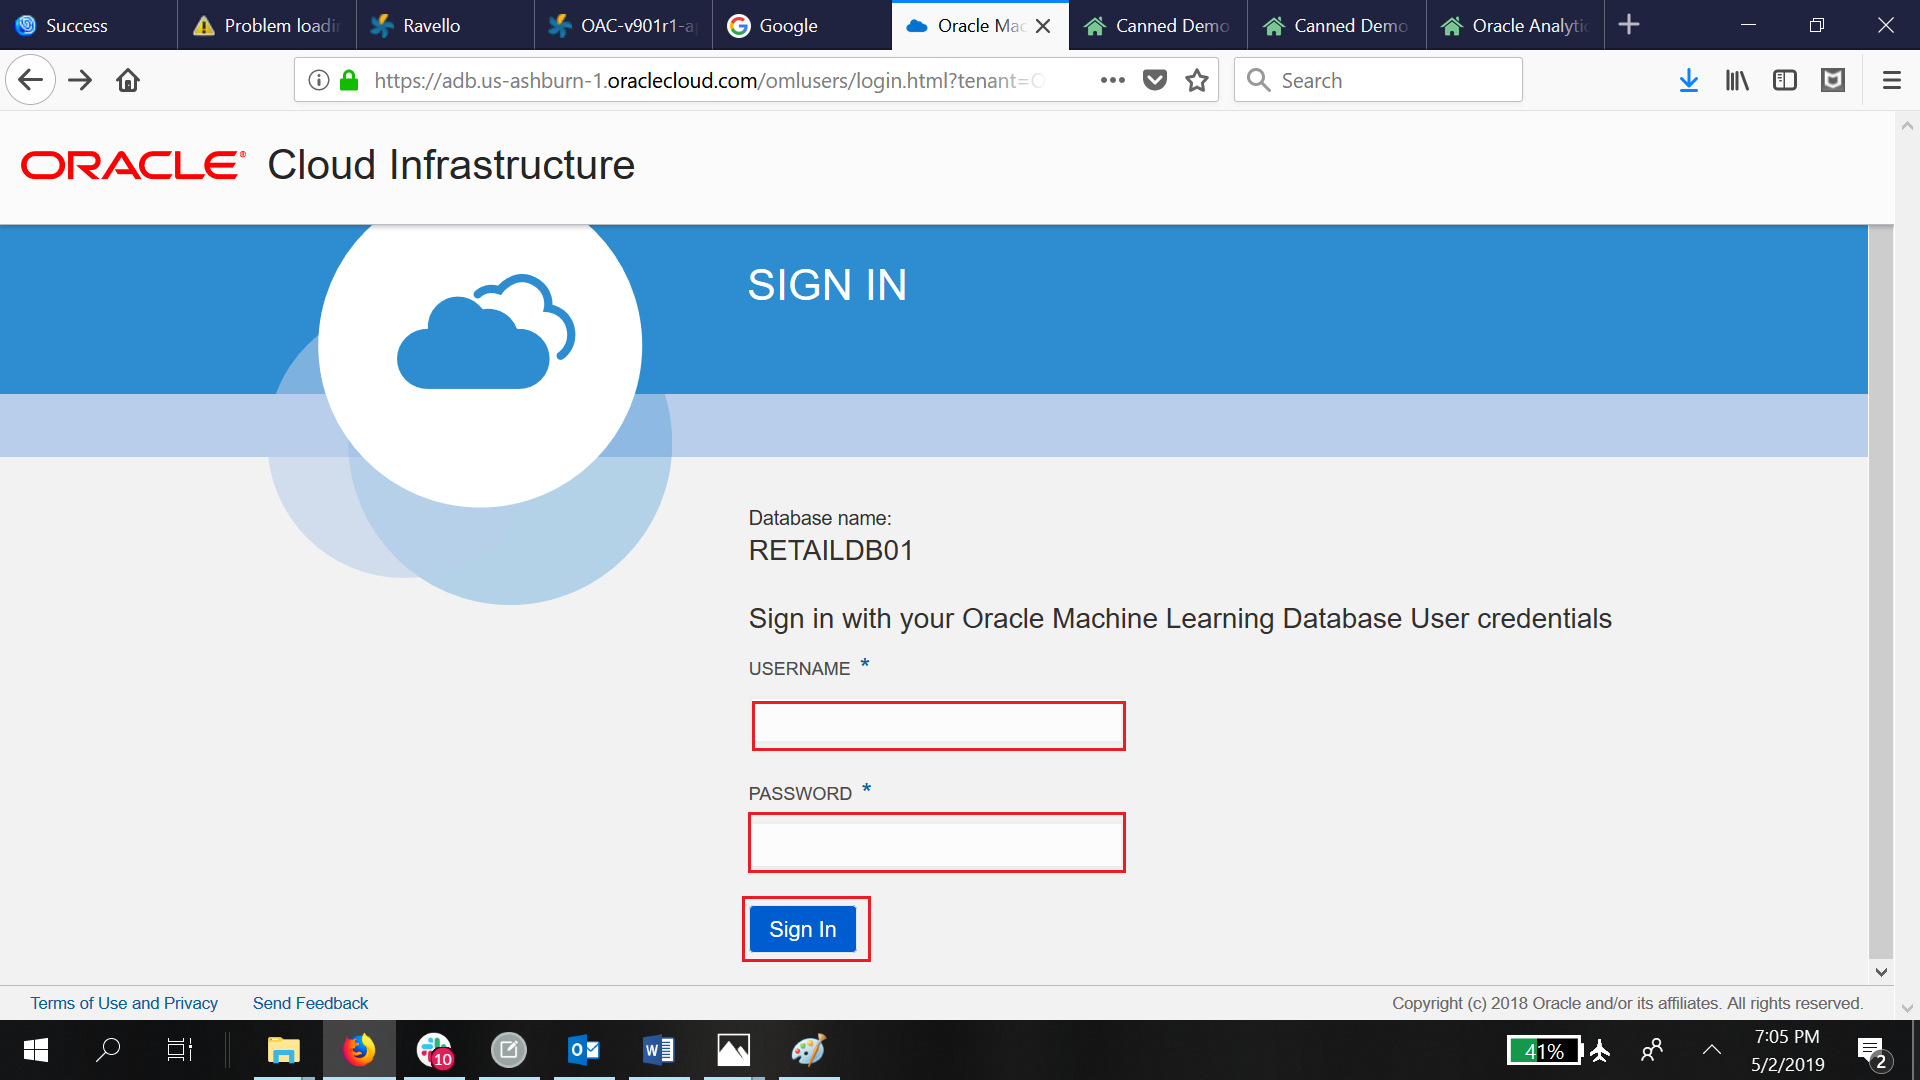 Success
Problem loadin
Ravello
OAC-v901r1-a
Google
Oracle Mac
Canned Demo
Canned Demo
Oracle Analytic
https://adb.us-ashburn-1.oraclecloud.com/omlusers/login.html?tenant=O
Search
ORACLE® Cloud Infrastructure
SIGN IN
Database name:
RETAILDB01
Sign in with your Oracle Machine Learning Database User credentials
USERNAME *
PASSWORD *
Sign In
Terms of Use and Privacy
Send Feedback
Copyright (c) 2018 Oracle and/or its affiliates. All rights reserved.
10
41%
7:05 PM
5/2/2019
2